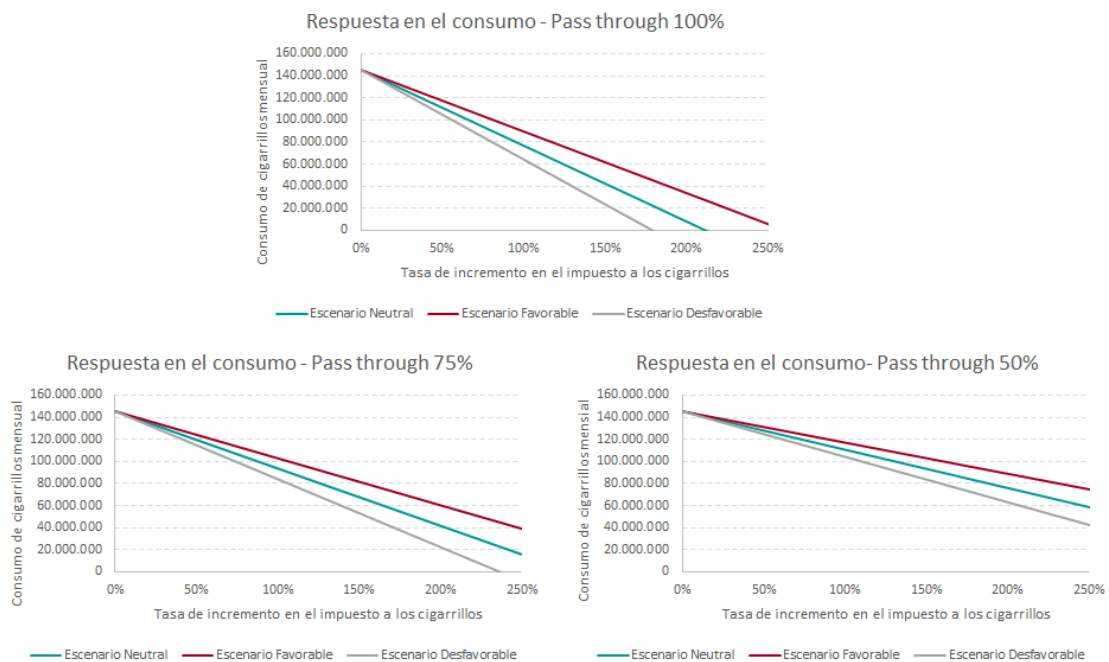 Respuesta en el consumo - Pass through 100%
Consumo de cigarrillos mensual
160.000.000
140.000.000
120.000.000
100.000.000
80.000.000
60.000.000
40.000.000
20.000.000
0
0% 50% 100% 150% 200% 250%
Tasa de incremento en el impuesto a los cigarrillos
Escenario Neutral Escenario Favorable Escenario Desfavorable
Respuesta en el consumo - Pass through 75%
Consumo de cigarrillos mensual
160.000.000
140.000.000
120.000.000
100.000.000
80.000.000
60.000.000
40.000.000
20.000.000
0
0% 50% 100% 150% 200% 250%
Tasa de incremento en el impuesto a los cigarrillos
Escenario Neutral Escenario Favorable Escenario Desfavorable
Respuesta en el consumo- Pass through 50%
Consumo de cigarrillos mensial
160.000.000
140.000.000
120.000.000
100.000.000
80.000.000
60.000.000
40.000.000
20.000.000
0
0% 50% 100% 150% 200% 250%
Tasa de incremento en el impuesto a los cigarrillos
Escenario Neutral Escenario Favorable Escenario Desfavorable